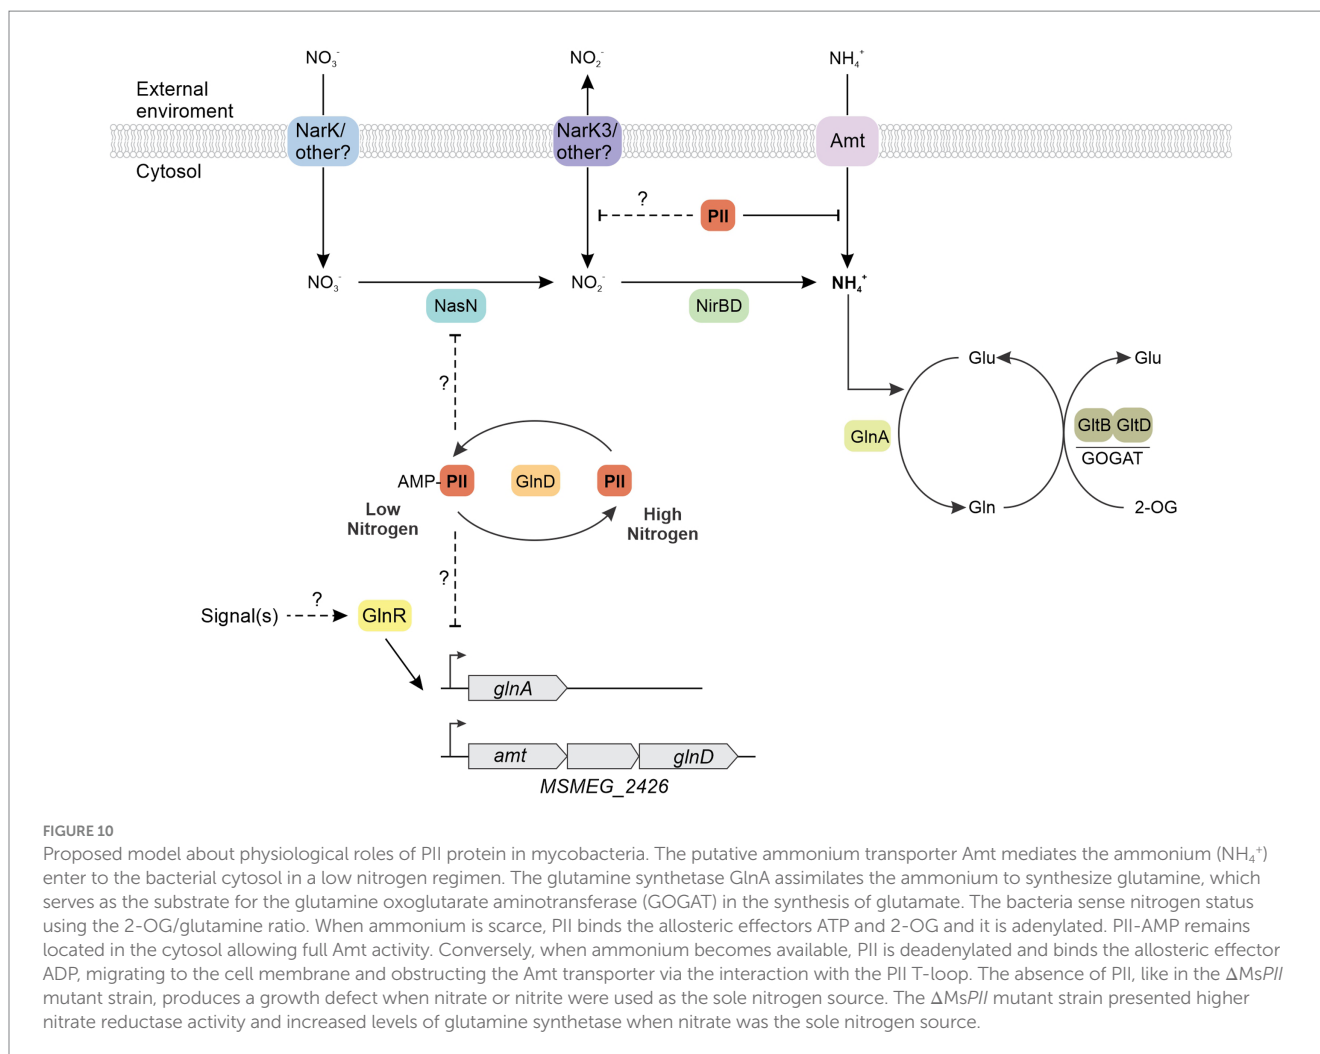 NO₃⁻ NO₂⁻ NH₄⁺
External
enviroment
NarK/
other?
NarK3/
other?
Amt
Cytosol
?
PII
NO₃⁻ NO₂⁻ NH₄⁺
NasN
NirBD
?
Glu Glu
GlnA
GltB GltD
GOGAT
Gln 2-OG
AMP- PII GlnD PII
Low
Nitrogen
High
Nitrogen
?
Signal(s) ? GlnR
glnA
amt glnD
MSMEG_2426
FIGURE 10
Proposed model about physiological roles of PII protein in mycobacteria. The putative ammonium transporter Amt mediates the ammonium (NH₄⁺)
enter to the bacterial cytosol in a low nitrogen regimen. The glutamine synthetase GlnA assimilates the ammonium to synthesize glutamine, which
serves as the substrate for the glutamine oxoglutarate aminotransferase (GOGAT) in the synthesis of glutamate. The bacteria sense nitrogen status
using the 2-OG/glutamine ratio. When ammonium is scarce, PII binds the allosteric effectors ATP and 2-OG and it is adenylated. PII-AMP remains
located in the cytosol allowing full Amt activity. Conversely, when ammonium becomes available, PII is deadenylated and binds the allosteric effector
ADP, migrating to the cell membrane and obstructing the Amt transporter via the interaction with the PII T-loop. The absence of PII, like in the ΔMsPII
mutant strain, produces a growth defect when nitrate or nitrite were used as the sole nitrogen source. The ΔMsPII mutant strain presented higher
nitrate reductase activity and increased levels of glutamine synthetase when nitrate was the sole nitrogen source.